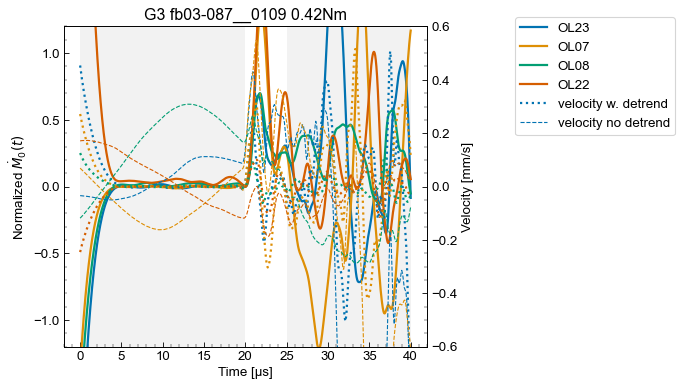 G3 fb03-087__0109 0.42Nm
OL23
OL07
OL08
OL22
velocity w. detrend
velocity no detrend
Normalized Ṁ₀(t)
1.0
0.5
0.0
−0.5
−1.0
0.6
0.4
0.2
0.0
−0.2
−0.4
−0.6
Velocity [mm/s]
0 5 10 15 20 25 30 35 40
Time [μs]